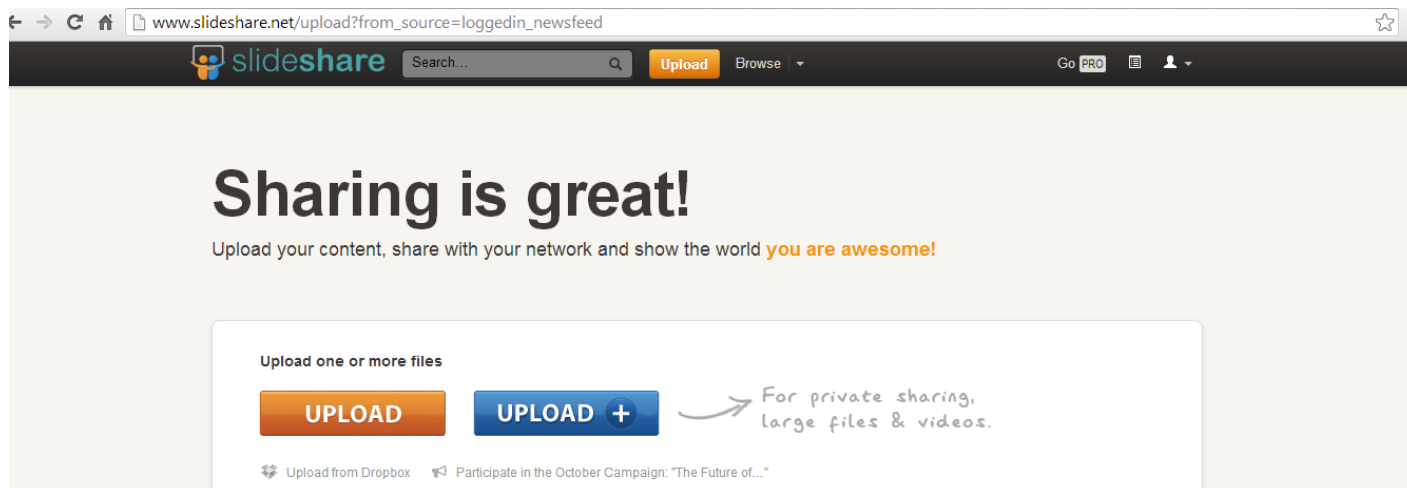 www.slideshare.net/upload?from_source=loggedin_newsfeed
slideshare Search... Upload Browse Go PRO
Sharing is great!
Upload your content, share with your network and show the world you are awesome!
Upload one or more files
UPLOAD UPLOAD + For private sharing,
large files & videos.
Upload from Dropbox Participate in the October Campaign: "The Future of..."